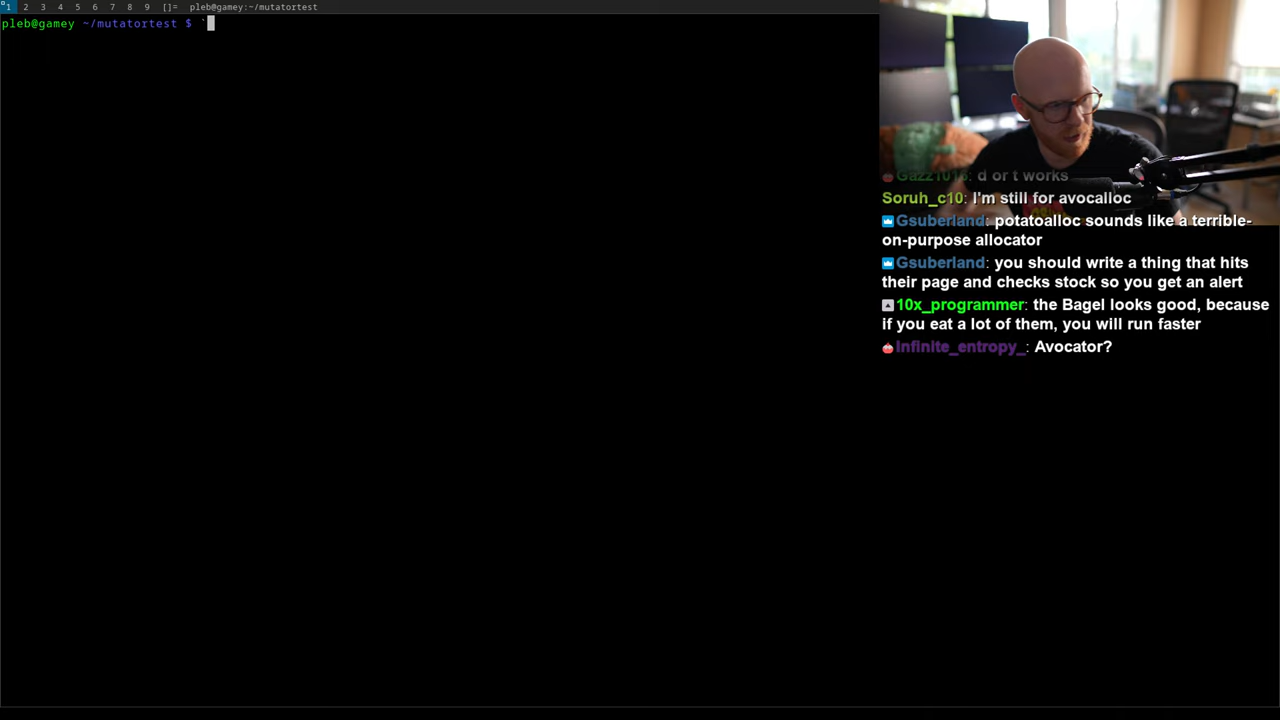 1 2 3 4 5 6 7 8 9 []= pleb@gamey:~/mutatortest
pleb@gamey ~/mutatortest $ `
Gazz1015: d or t works
Soruh_c10: I'm still for avocalloc
Gsuberland: potatoalloc sounds like a terrible-
on-purpose allocator
Gsuberland: you should write a thing that hits
their page and checks stock so you get an alert
10x_programmer: the Bagel looks good, because
if you eat a lot of them, you will run faster
Infinite_entropy_: Avocator?